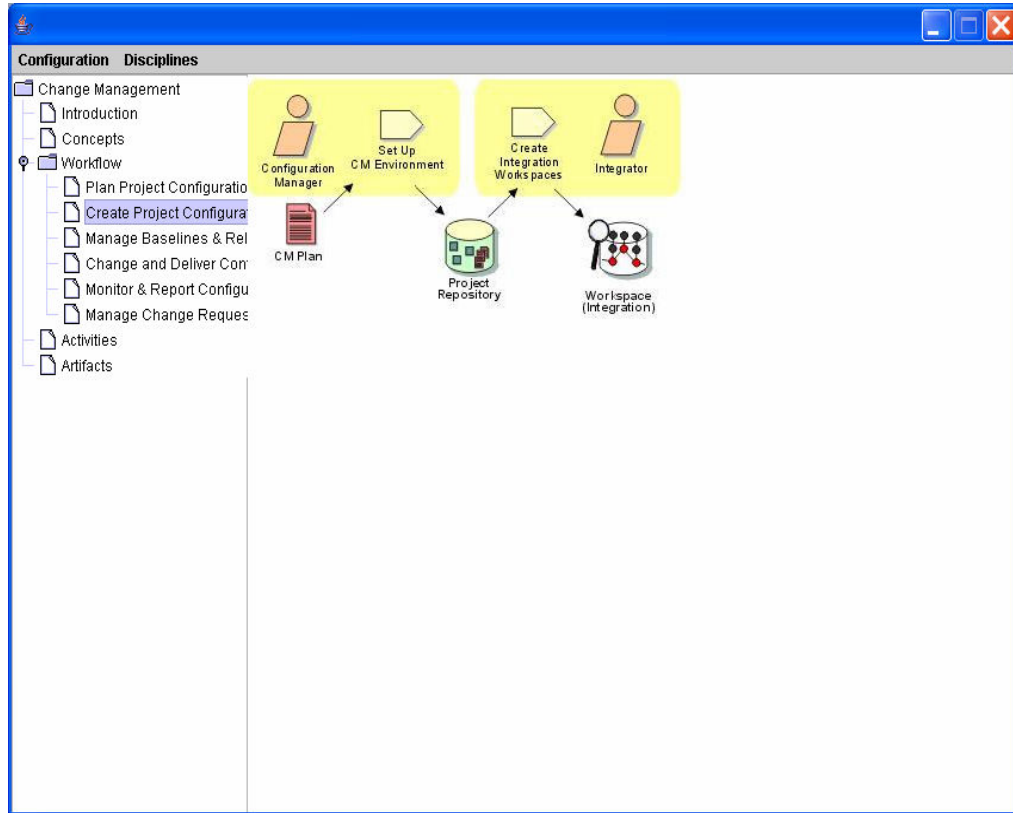 Configuration Disciplines
Change Management
Introduction
Concepts
Workflow
Plan Project Configuratio
Create Project Configura
Manage Baselines & Rel
Change and Deliver Con
Monitor & Report Configu
Manage Change Reques
Activities
Artifacts
Configuration
Manager
Set Up
CM Environment
Create
Integration
Workspaces
Integrator
CM Plan
Project
Repository
Workspace
(Integration)